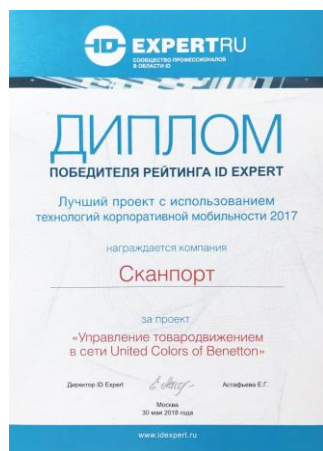 ID EXPERTRU
СООБЩЕСТВО ПРОФЕССИОНАЛОВ
В ОБЛАСТИ ID
ДИПЛОМ
ПОБЕДИТЕЛЯ РЕЙТИНГА ID EXPERT
Лучший проект с использованием
технологий корпоративной мобильности 2017
награждается компания
Сканпорт
за проект
«Управление товародвижением
в сети United Colors of Benetton»
Директор ID Expert Астафьева Е.Г.
Москва
30 мая 2018 года
www.idexpert.ru